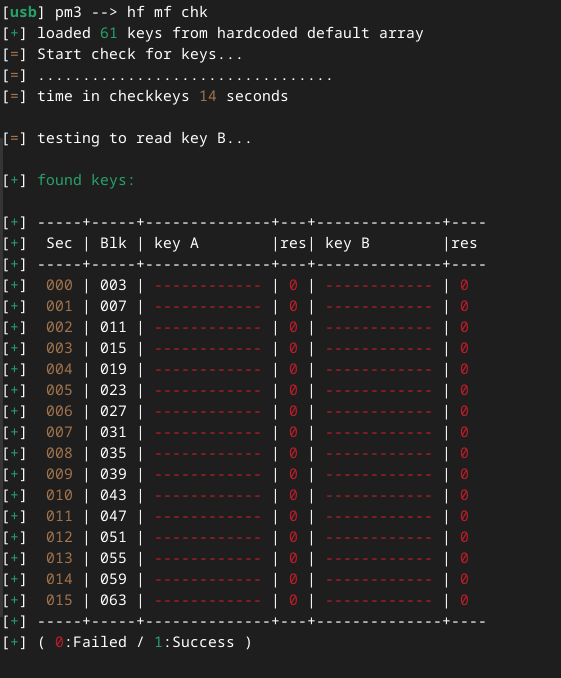 [usb] pm3 --> hf mf chk
[+] loaded 61 keys from hardcoded default array
[=] Start check for keys...
[=] .................................
[=] time in checkkeys 14 seconds
[=] testing to read key B...
[+] found keys:
[+] -----+-----+--------------+---+--------------+----
[+]  Sec | Blk | key A        |res| key B        |res
[+] -----+-----+--------------+---+--------------+----
[+]  000 | 003 | ------------ | 0 | ------------ | 0
[+]  001 | 007 | ------------ | 0 | ------------ | 0
[+]  002 | 011 | ------------ | 0 | ------------ | 0
[+]  003 | 015 | ------------ | 0 | ------------ | 0
[+]  004 | 019 | ------------ | 0 | ------------ | 0
[+]  005 | 023 | ------------ | 0 | ------------ | 0
[+]  006 | 027 | ------------ | 0 | ------------ | 0
[+]  007 | 031 | ------------ | 0 | ------------ | 0
[+]  008 | 035 | ------------ | 0 | ------------ | 0
[+]  009 | 039 | ------------ | 0 | ------------ | 0
[+]  010 | 043 | ------------ | 0 | ------------ | 0
[+]  011 | 047 | ------------ | 0 | ------------ | 0
[+]  012 | 051 | ------------ | 0 | ------------ | 0
[+]  013 | 055 | ------------ | 0 | ------------ | 0
[+]  014 | 059 | ------------ | 0 | ------------ | 0
[+]  015 | 063 | ------------ | 0 | ------------ | 0
[+] -----+-----+--------------+---+--------------+----
[+] ( 0:Failed / 1:Success )